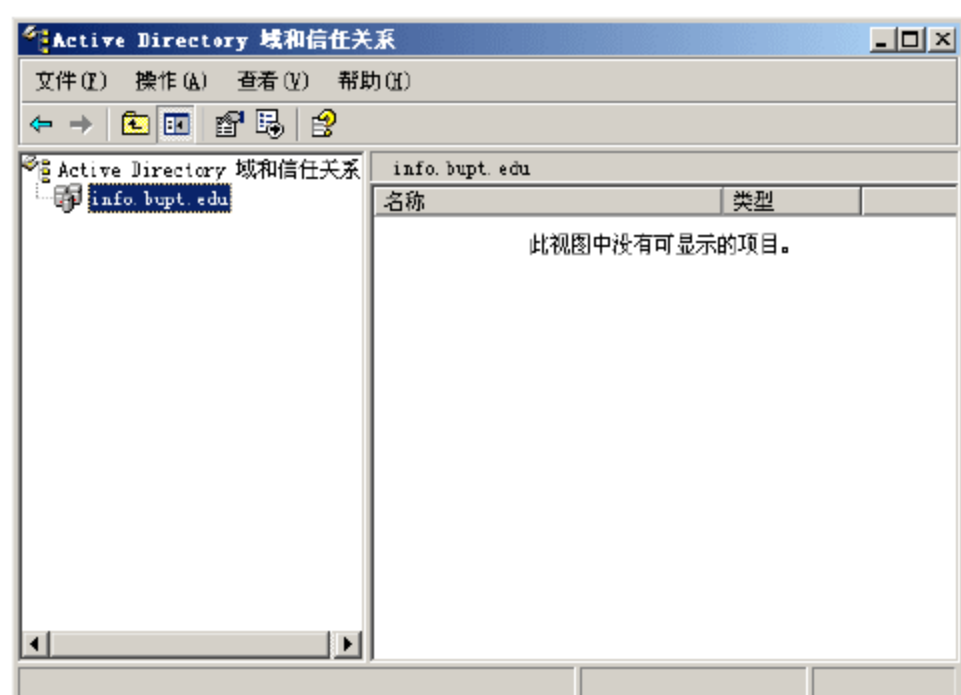 Active Directory 域和信任关系
文件(F) 操作(A) 查看(V) 帮助(H)
Active Directory 域和信任关系
info.bupt.edu
info.bupt.edu
名称 类型
此视图中没有可显示的项目。